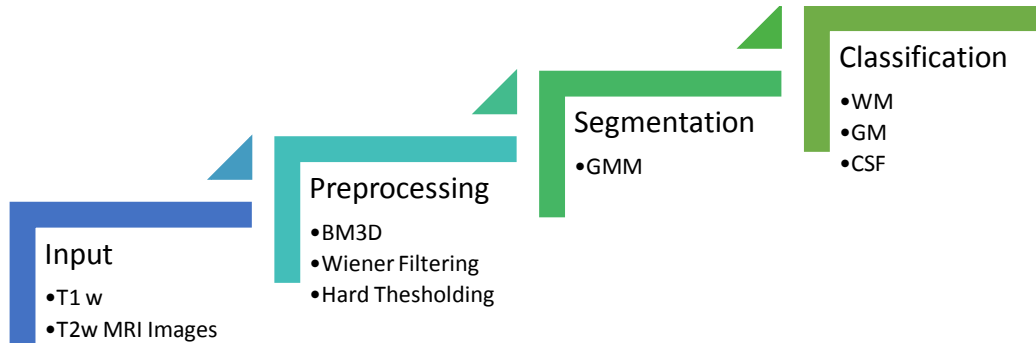 Input
•T1 w
•T2w MRI Images
Preprocessing
•BM3D
•Wiener Filtering
•Hard Thesholding
Segmentation
•GMM
Classification
•WM
•GM
•CSF